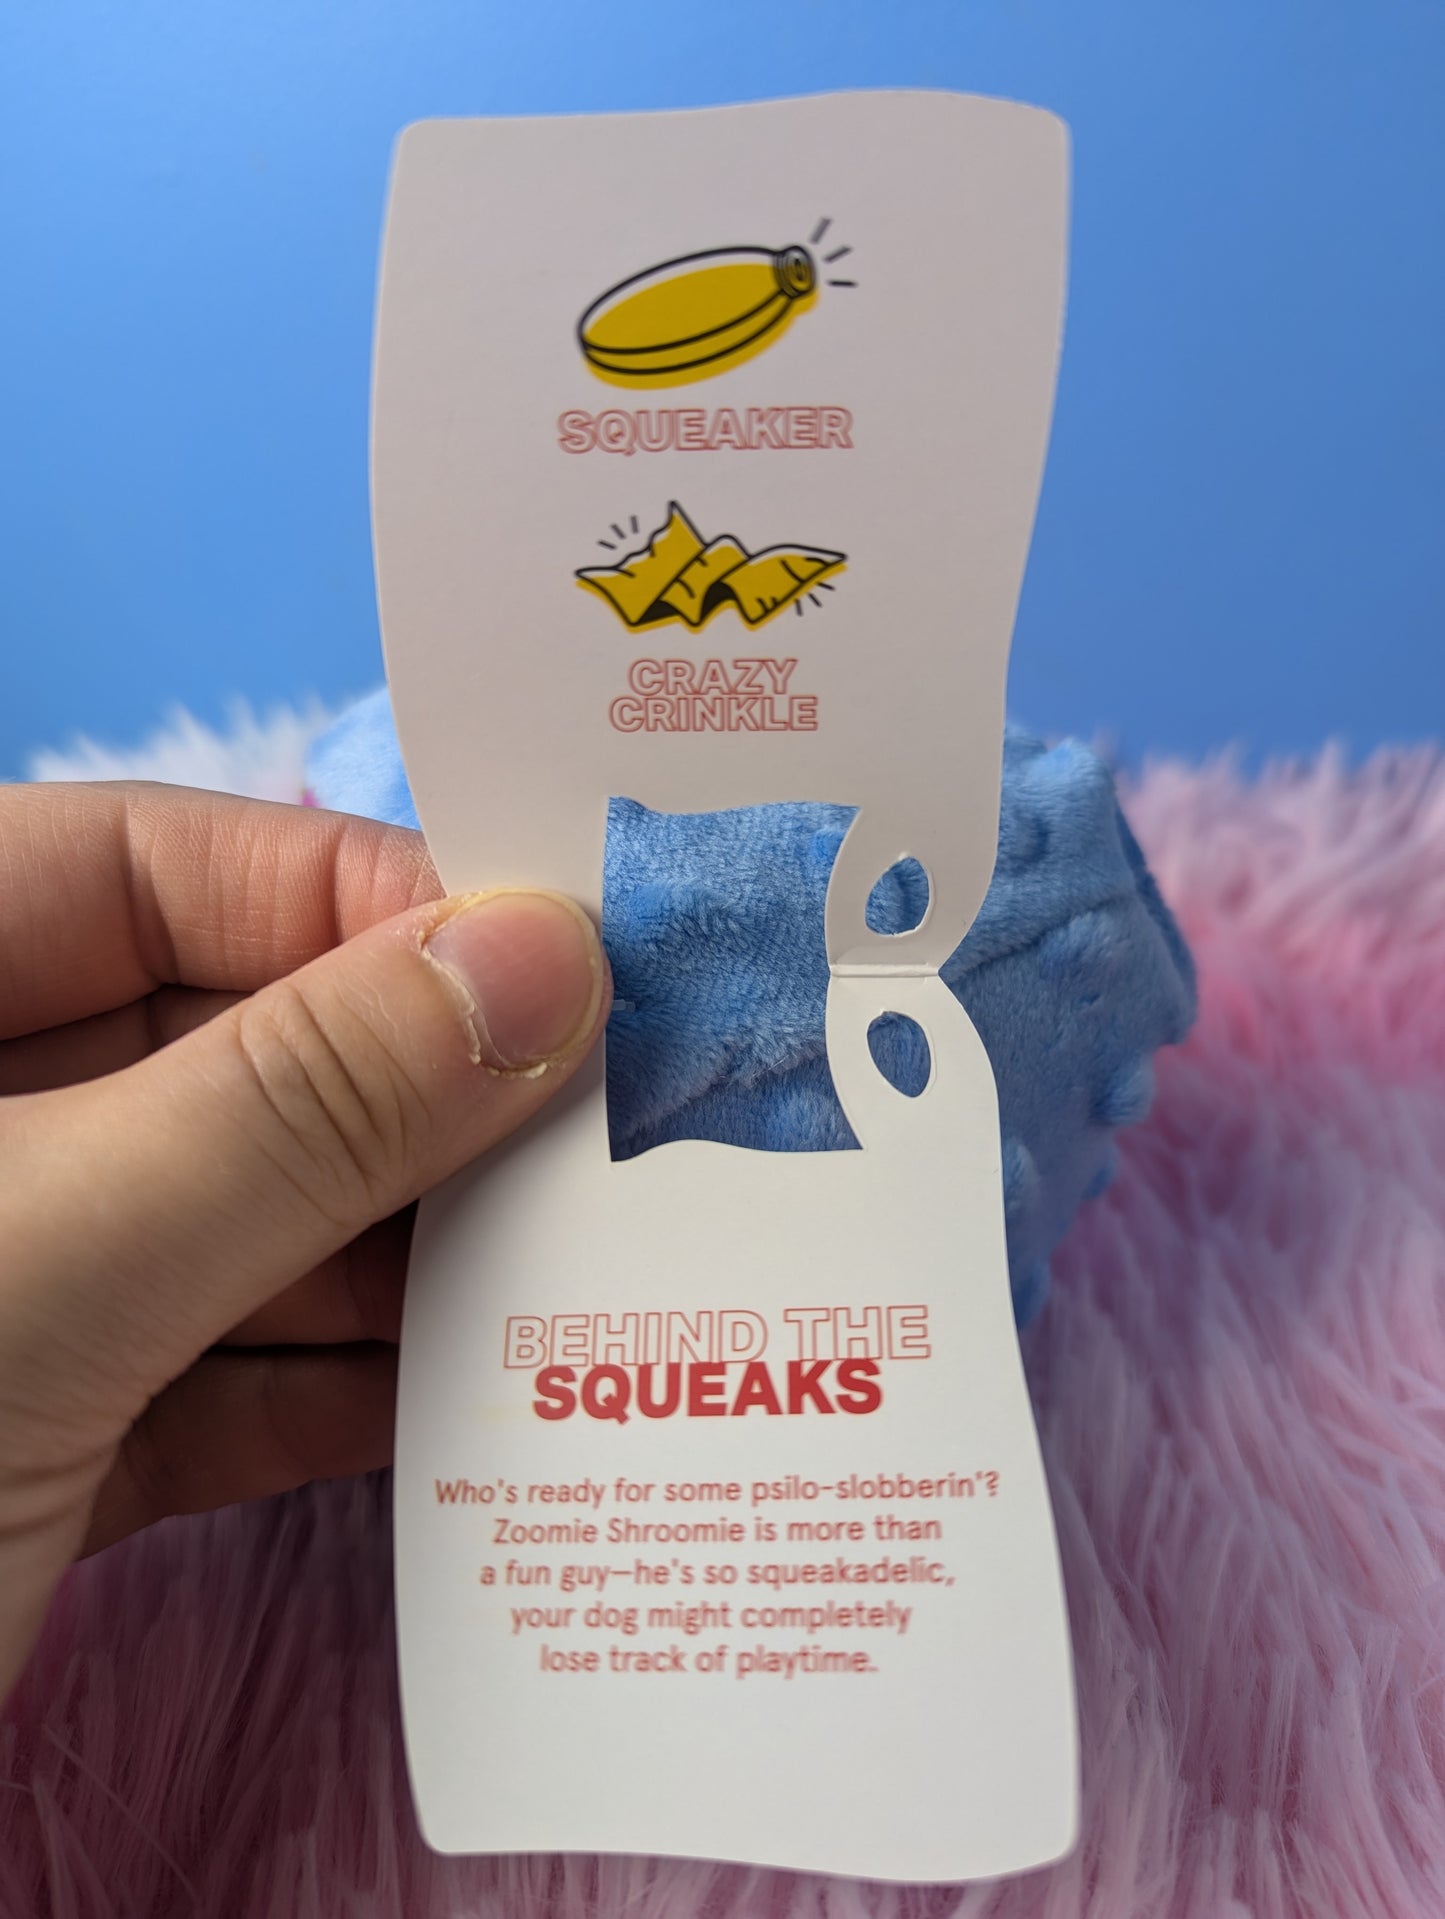 SQUEAKER
CRAZY
CRINKLE
BEHIND THE
SQUEAKS
Who's ready for some psilo-slobberin'?
Zoomie Shroomie is more than
a fun guy—he's so squeakadelic,
your dog might completely
lose track of playtime.